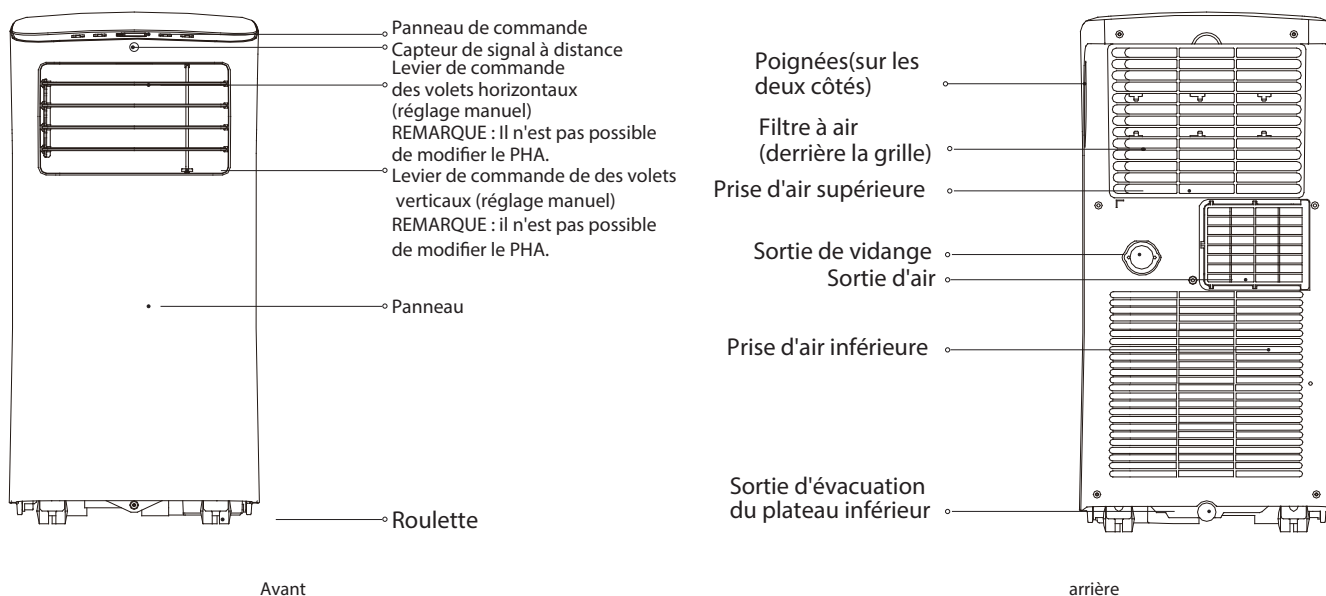 Panneau de commande
Capteur de signal à distance
Levier de commande
des volets horizontaux
(réglage manuel)
REMARQUE : Il n'est pas possible
de modifier le PHA.
Levier de commande de des volets
verticaux (réglage manuel)
REMARQUE : il n'est pas possible
de modifier le PHA.
Panneau
Roulette
Avant
Poignées(sur les
deux côtés)
Filtre à air
(derrière la grille)
Prise d'air supérieure
Sortie de vidange
Sortie d'air
Prise d'air inférieure
Sortie d'évacuation
du plateau inférieur
arrière